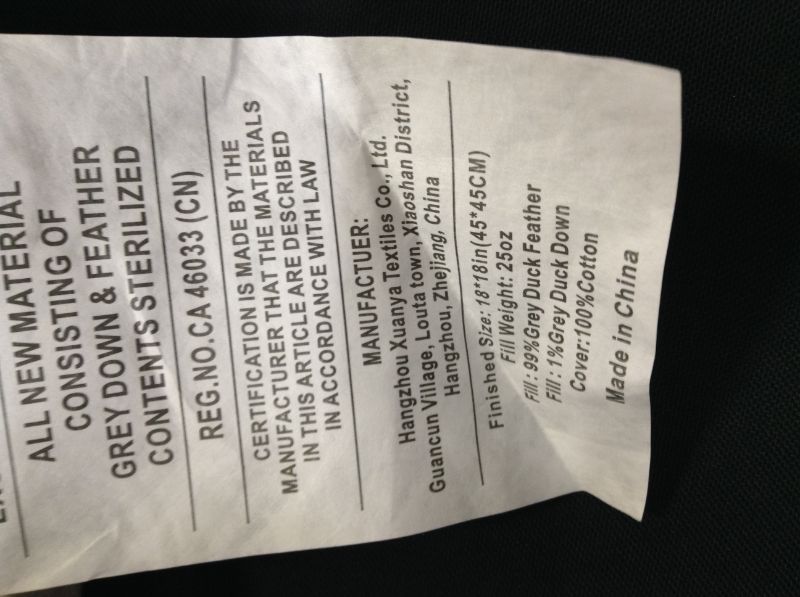 ALL NEW MATERIAL
CONSISTING OF
GREY DOWN & FEATHER
CONTENTS STERILIZED
REG.NO.CA 46033 (CN)
CERTIFICATION IS MADE BY THE
MANUFACTURER THAT THE MATERIALS
IN THIS ARTICLE ARE DESCRIBED
IN ACCORDANCE WITH LAW
MANUFACTUER:
Hangzhou Xuanya Textiles Co., Ltd.
Guancun Village, Louta town, Xiaoshan District,
Hangzhou, Zhejiang, China
Finished Size: 18*18in(45*45CM)
Fill Weight: 25oz
Fill : 99%Grey Duck Feather
Fill : 1%Grey Duck Down
Cover:100%Cotton
Made in China